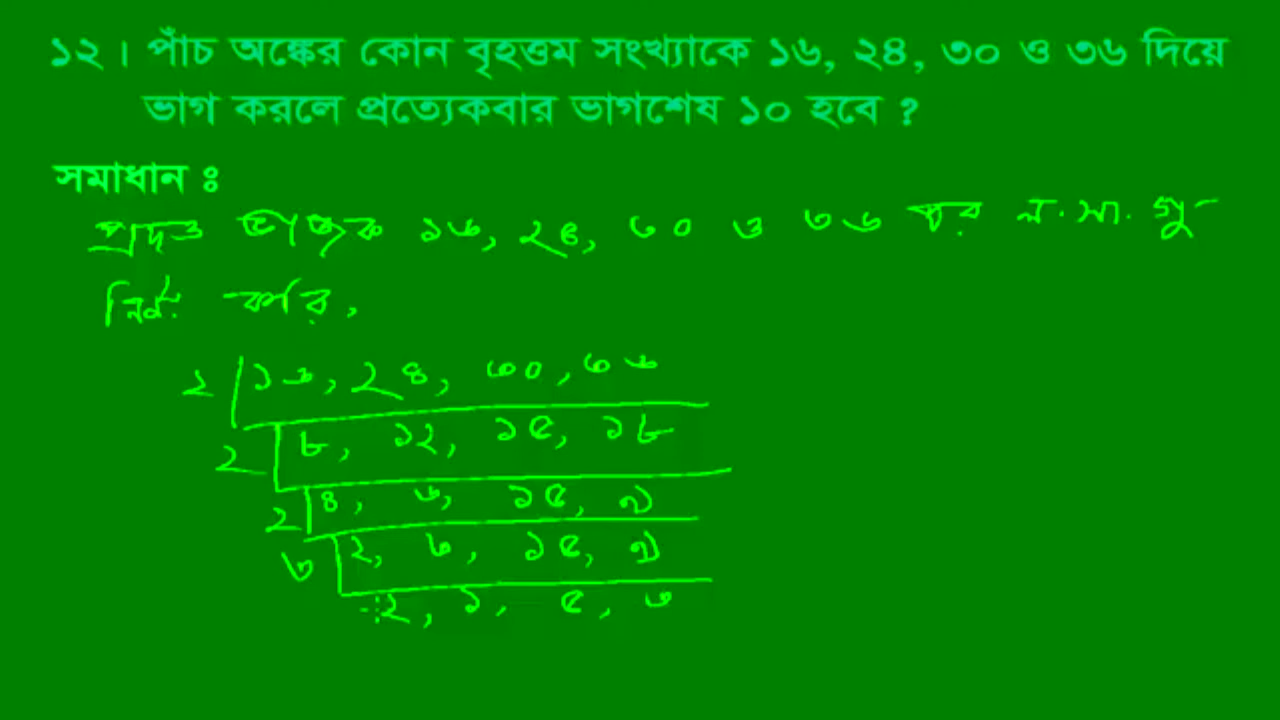 ১২। পাঁচ অঙ্কের কোন বৃহত্তম সংখ্যাকে ১৬, ২৪, ৩০ ও ৩৬ দিয়ে
ভাগ করলে প্রত্যেকবার ভাগশেষ ১০ হবে ?
সমাধান ঃ
প্রদত্ত ভাজক ১৬, ২৪, ৩০ ও ৩৬ এর ল.সা.গু
নির্ণয় করি,
২ | ১৬, ২৪, ৩০, ৩৬
২ | ৮, ১২, ১৫, ১৮
২ | ৪, ৬, ১৫, ৯
৩ | ২, ৩, ১৫, ৯
২, ১, ৫, ৩